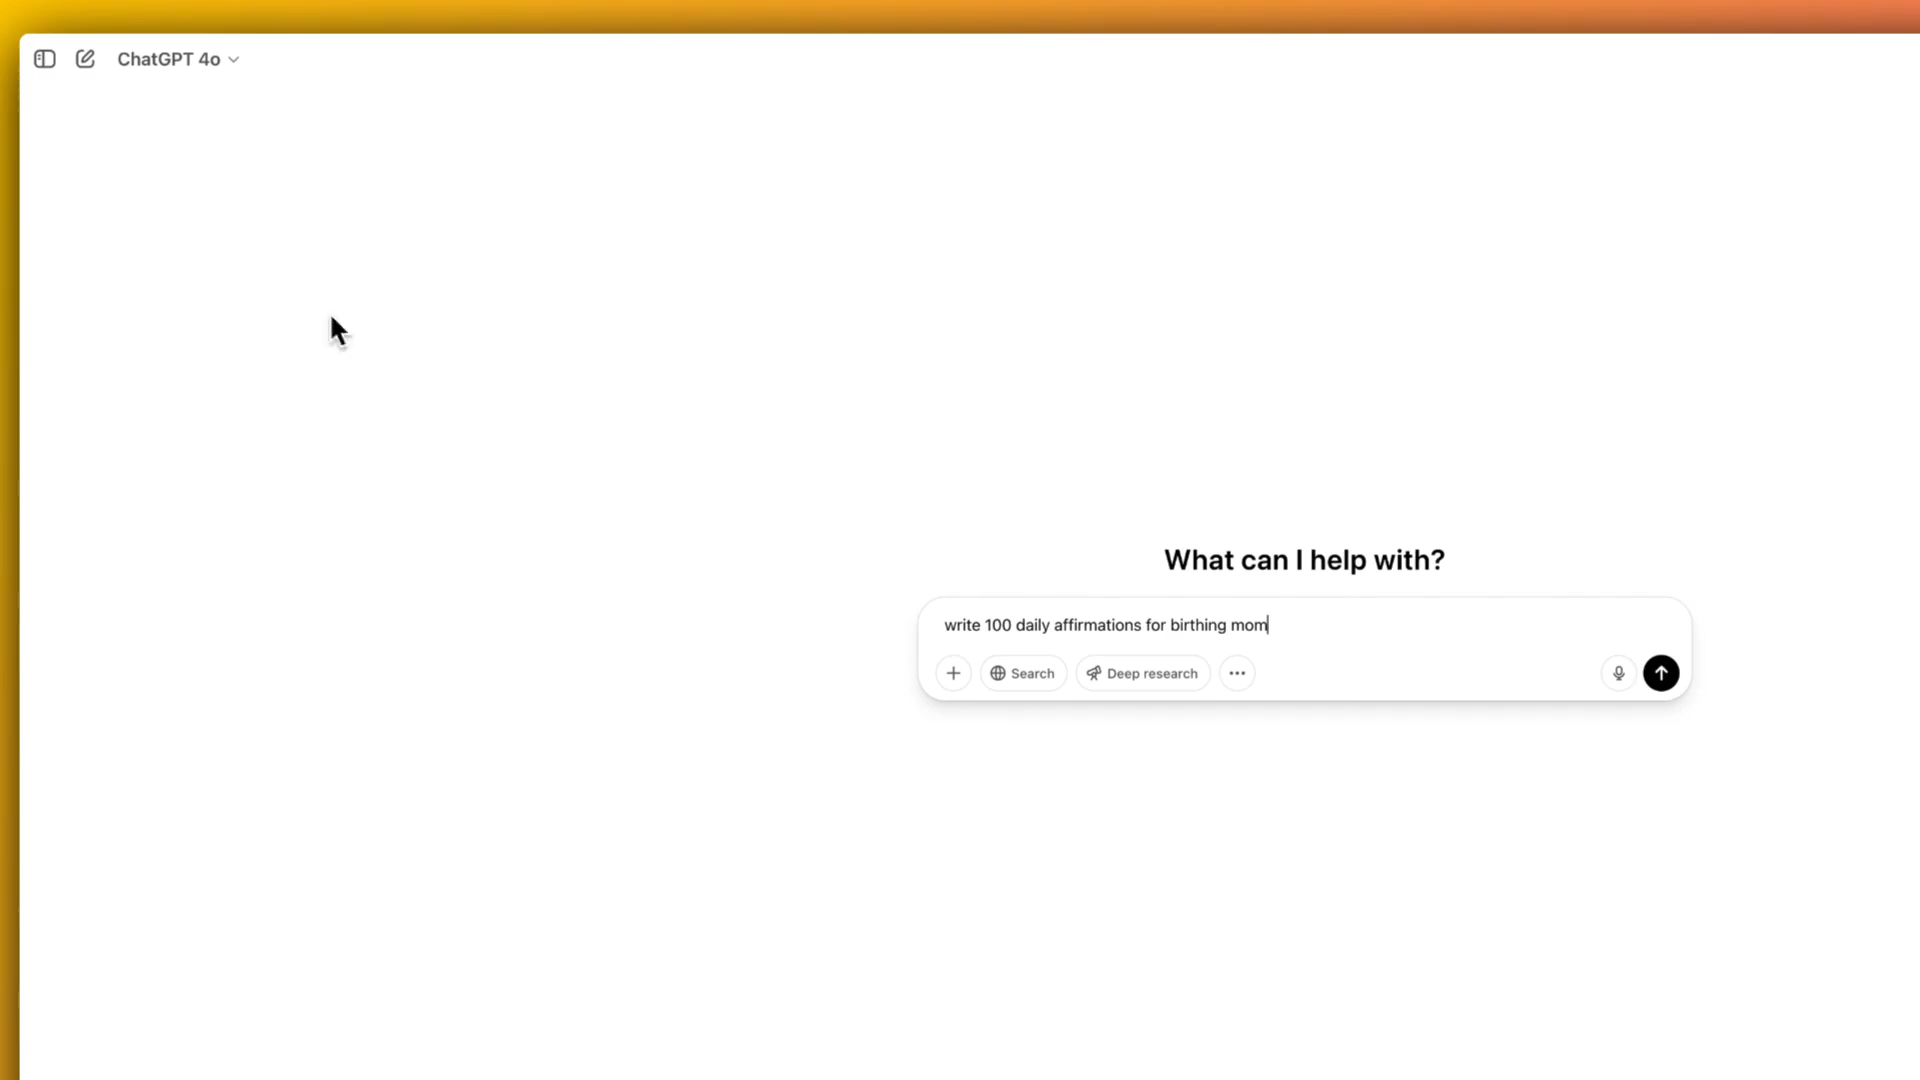 ChatGPT 4o
What can I help with?
write 100 daily affirmations for birthing mom
Search
Deep research